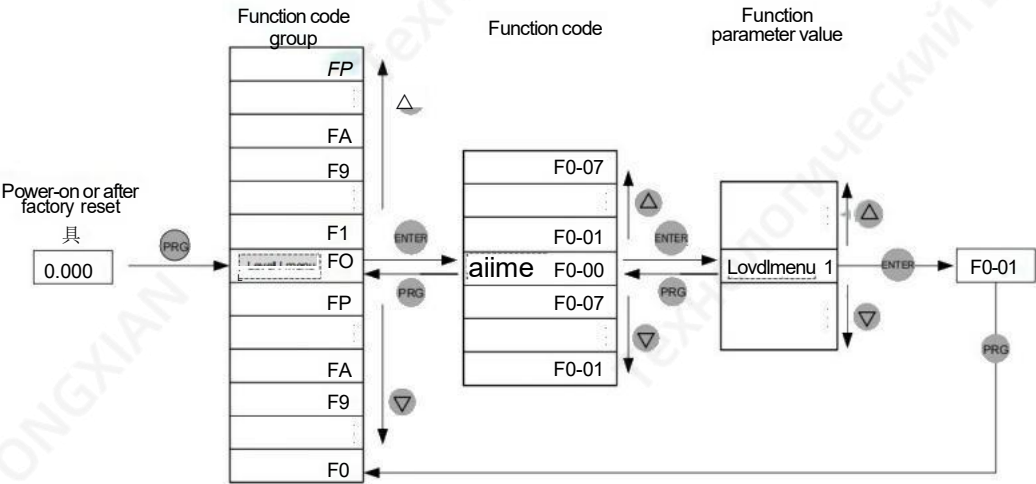 Function code
group
Function code
Function
parameter value
FP
FA
F9
F1
FO
FP
FA
F9
F0
Power-on or after
factory reset
具
0.000
PRG
ENTER
PRG
F0-07
F0-01
aiime F0-00
F0-07
F0-01
ENTER
PRG
Lovdlmenu 1
ENTER
F0-01
PRG
ONGXIAN